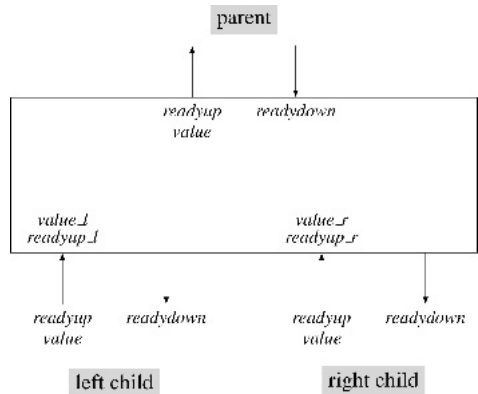 parent
readyup readydown
value
value_l value_r
readyup_l readyup_r
readyup readydown readyup readydown
value value
left child right child